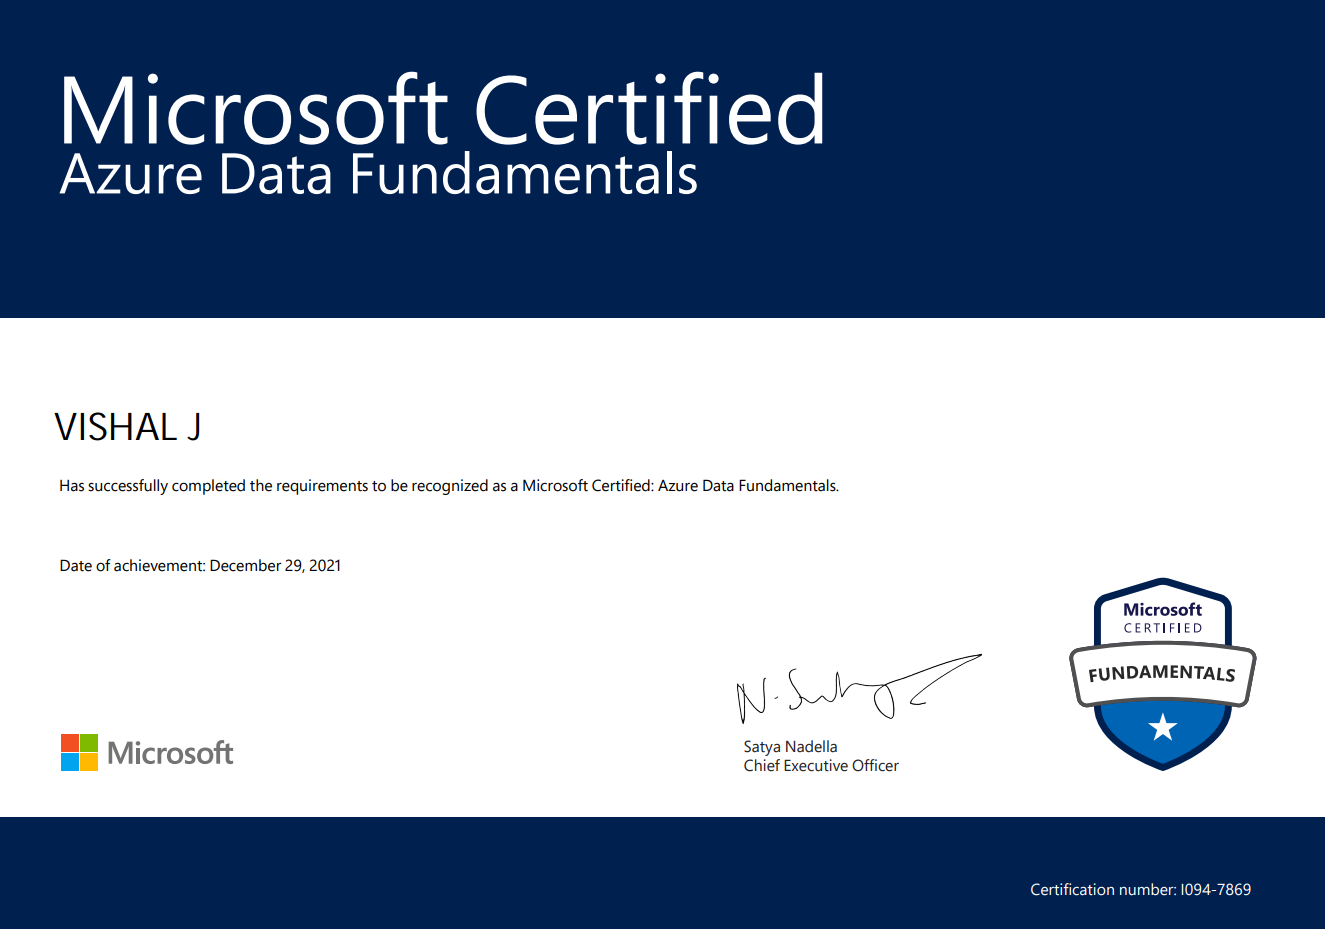 Microsoft Certified
Azure Data Fundamentals
VISHAL J
Has successfully completed the requirements to be recognized as a Microsoft Certified: Azure Data Fundamentals.
Date of achievement: December 29, 2021
Microsoft
CERTIFIED
FUNDAMENTALS
N. Satya
Microsoft
Satya Nadella
Chief Executive Officer
Certification number: I094-7869